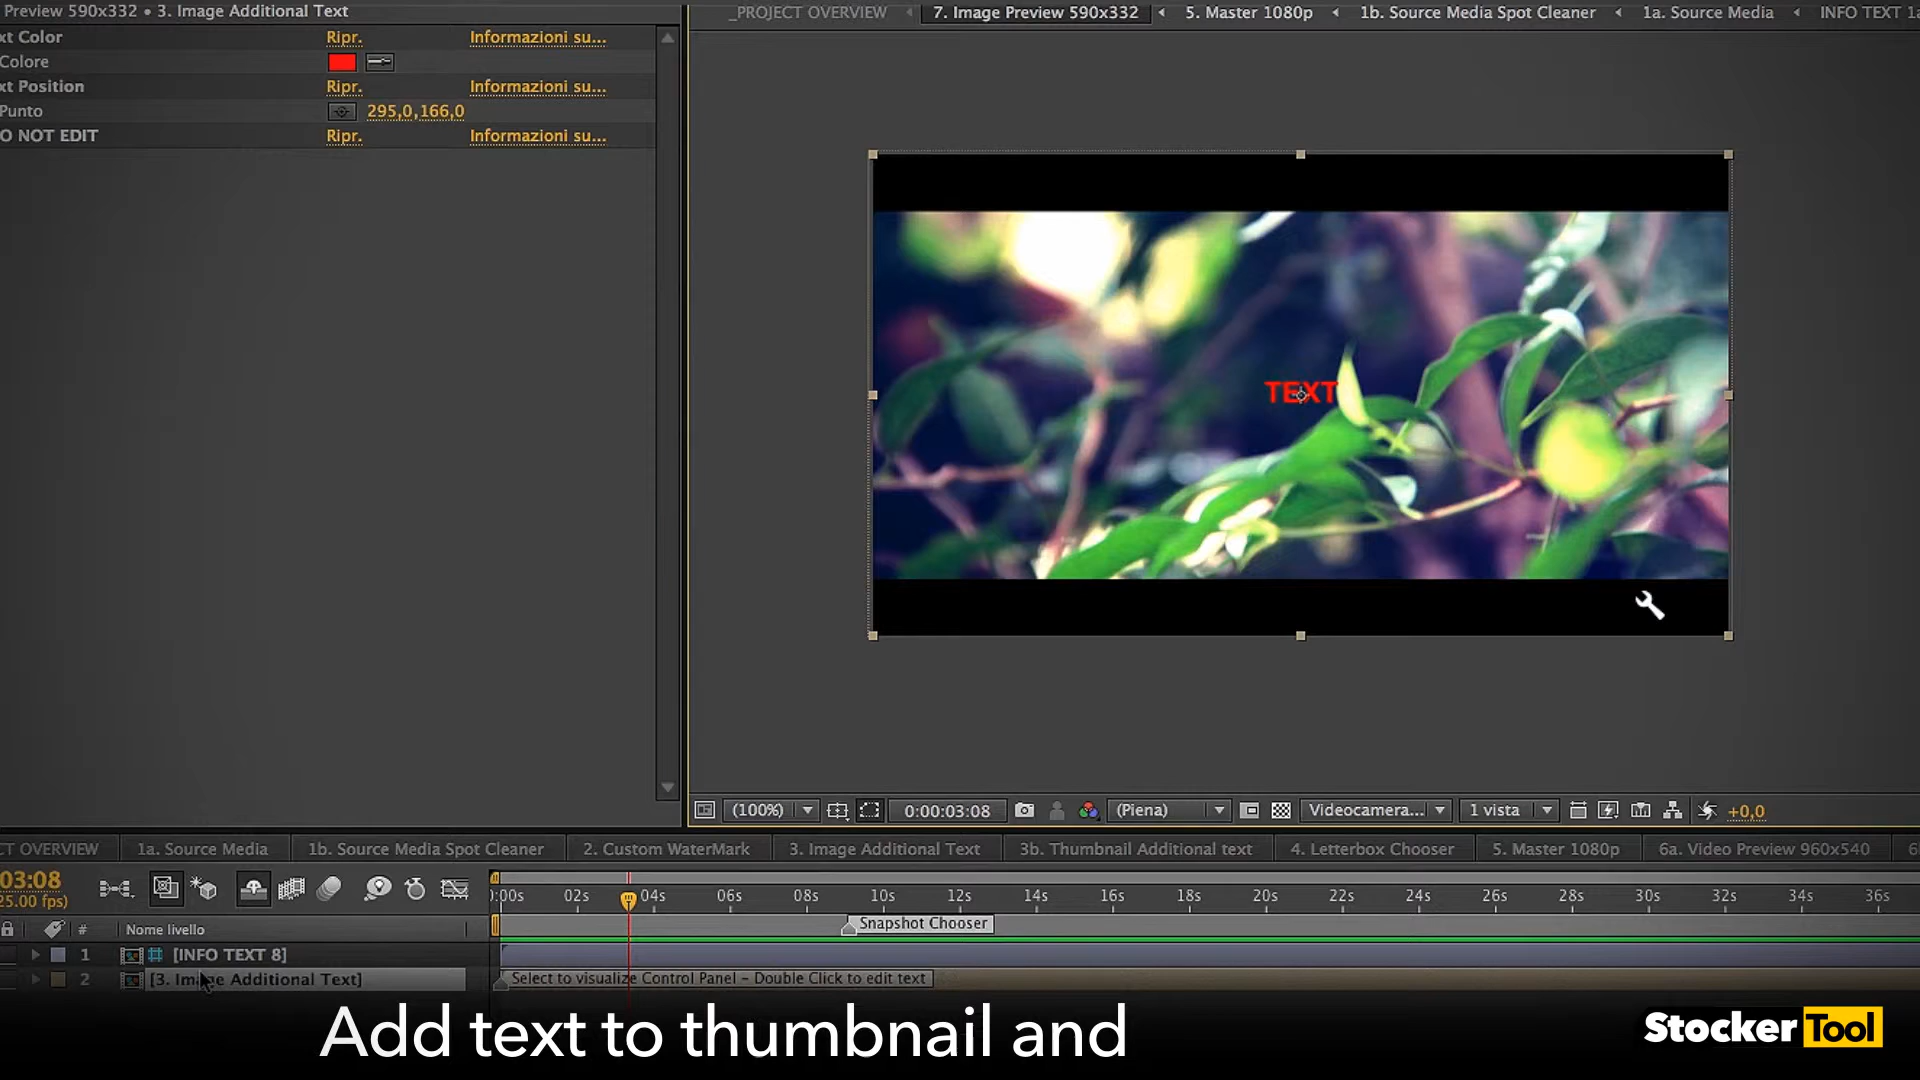 Preview 590x332 • 3. Image Additional Text
xt Color Ripr. Informazioni su...
Colore
xt Position Ripr. Informazioni su...
Punto 295,0,166,0
O NOT EDIT Ripr. Informazioni su...
_PROJECT OVERVIEW 7. Image Preview 590x332 5. Master 1080p 1b. Source Media Spot Cleaner 1a. Source Media INFO TEXT 1a
TEXT
(100%) 0:00:03:08 (Piena) Videocamera... 1 vista +0,0
CT OVERVIEW 1a. Source Media 1b. Source Media Spot Cleaner 2. Custom WaterMark 3. Image Additional Text 3b. Thumbnail Additional text 4. Letterbox Chooser 5. Master 1080p 6a. Video Preview 960x540 6
03:08
25.00 fps)
):00s 02s 04s 06s 08s 10s 12s 14s 16s 18s 20s 22s 24s 26s 28s 30s 32s 34s 36s
# Nome livello
Snapshot Chooser
1 [INFO TEXT 8]
2 [3. Image Additional Text] Select to visualize Control Panel – Double Click to edit text
Add text to thumbnail and
Stocker Tool